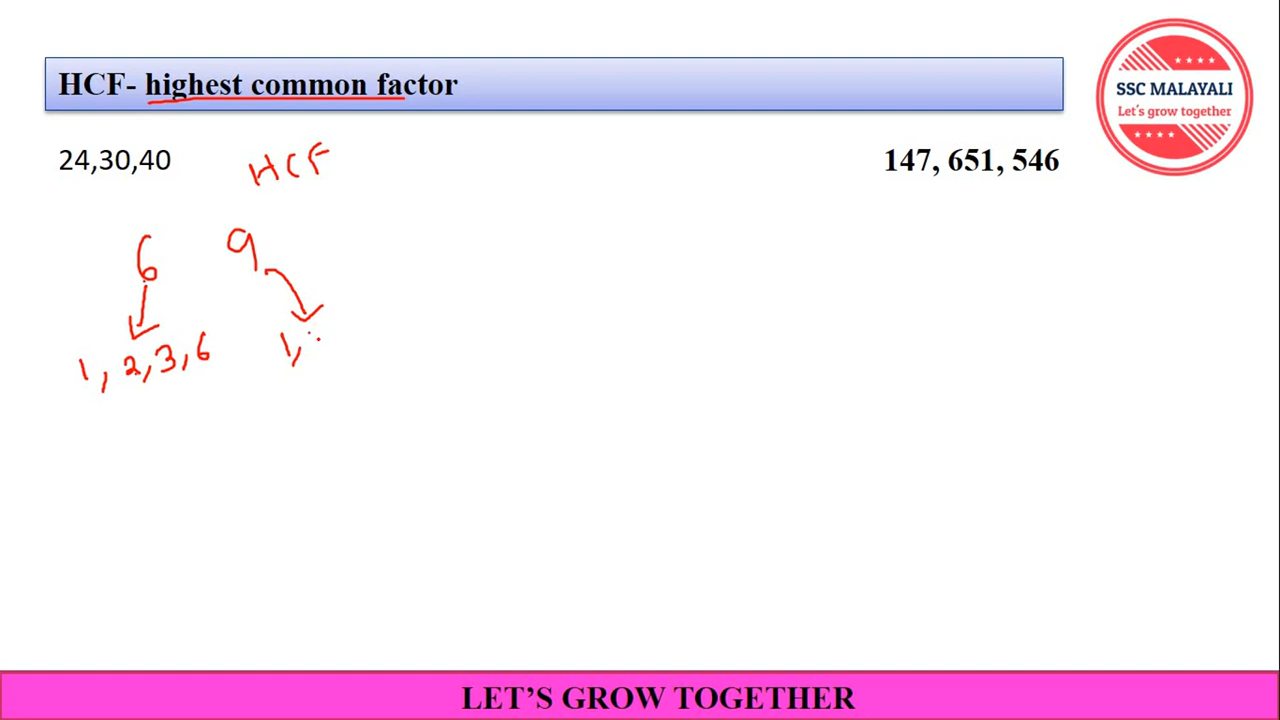 HCF- highest common factor
SSC MALAYALI
Let's grow together
24,30,40
HCF
147, 651, 546
6 9
1, 2, 3, 6
1,
LET’S GROW TOGETHER